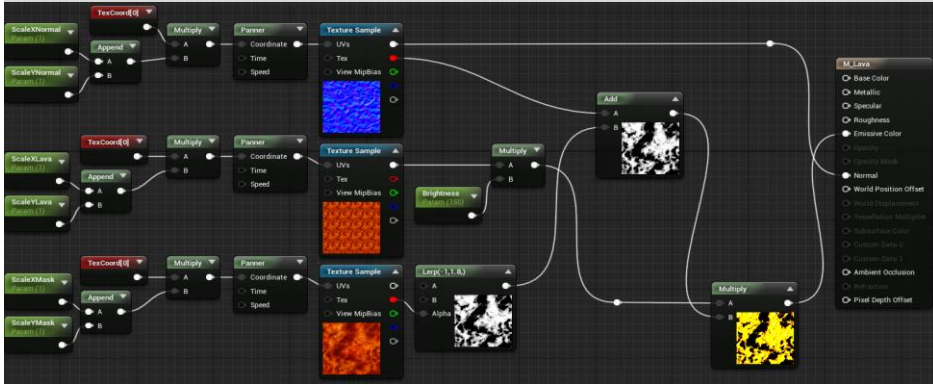 ScaleXNormal
Param (1)
ScaleYNormal
Param (1)
TexCoord[0]
Append
A
B
Multiply
A
B
Panner
Coordinate
Time
Speed
Texture Sample
UVs
Tex
View MipBias
ScaleXLava
Param (1)
ScaleYLava
Param (1)
TexCoord[0]
Append
A
B
Multiply
A
B
Panner
Coordinate
Time
Speed
Texture Sample
UVs
Tex
View MipBias
Brightness
Param (150)
Multiply
A
B
ScaleXMask
Param (1)
ScaleYMask
Param (1)
TexCoord[0]
Append
A
B
Multiply
A
B
Panner
Coordinate
Time
Speed
Texture Sample
UVs
Tex
View MipBias
Lerp(-1,1.8,)
A
B
Alpha
Add
A
B
Multiply
A
B
M_Lava
Base Color
Metallic
Specular
Roughness
Emissive Color
Opacity
Opacity Mask
Normal
World Position Offset
World Displacement
Tessellation Multiplier
Subsurface Color
Custom Data 0
Custom Data 1
Ambient Occlusion
Refraction
Pixel Depth Offset